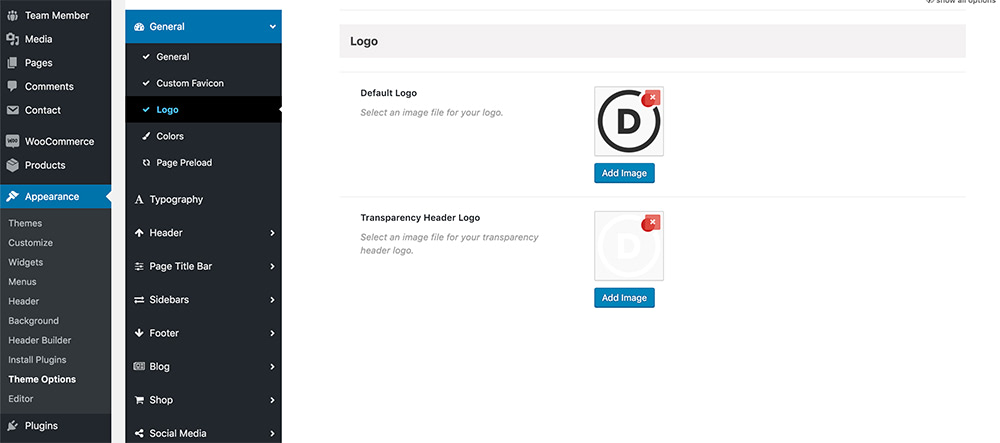 Team Member
Media
Pages
Comments
Contact
WooCommerce
Products
Appearance
Themes
Customize
Widgets
Menus
Header
Background
Header Builder
Install Plugins
Theme Options
Editor
Plugins
General
General
Custom Favicon
Logo
Colors
Page Preload
Typography
Header
Page Title Bar
Sidebars
Footer
Blog
Shop
Social Media
show all options
Logo
Default Logo
Select an image file for your logo.
D
Add Image
Transparency Header Logo
Select an image file for your transparency
header logo.
D
Add Image